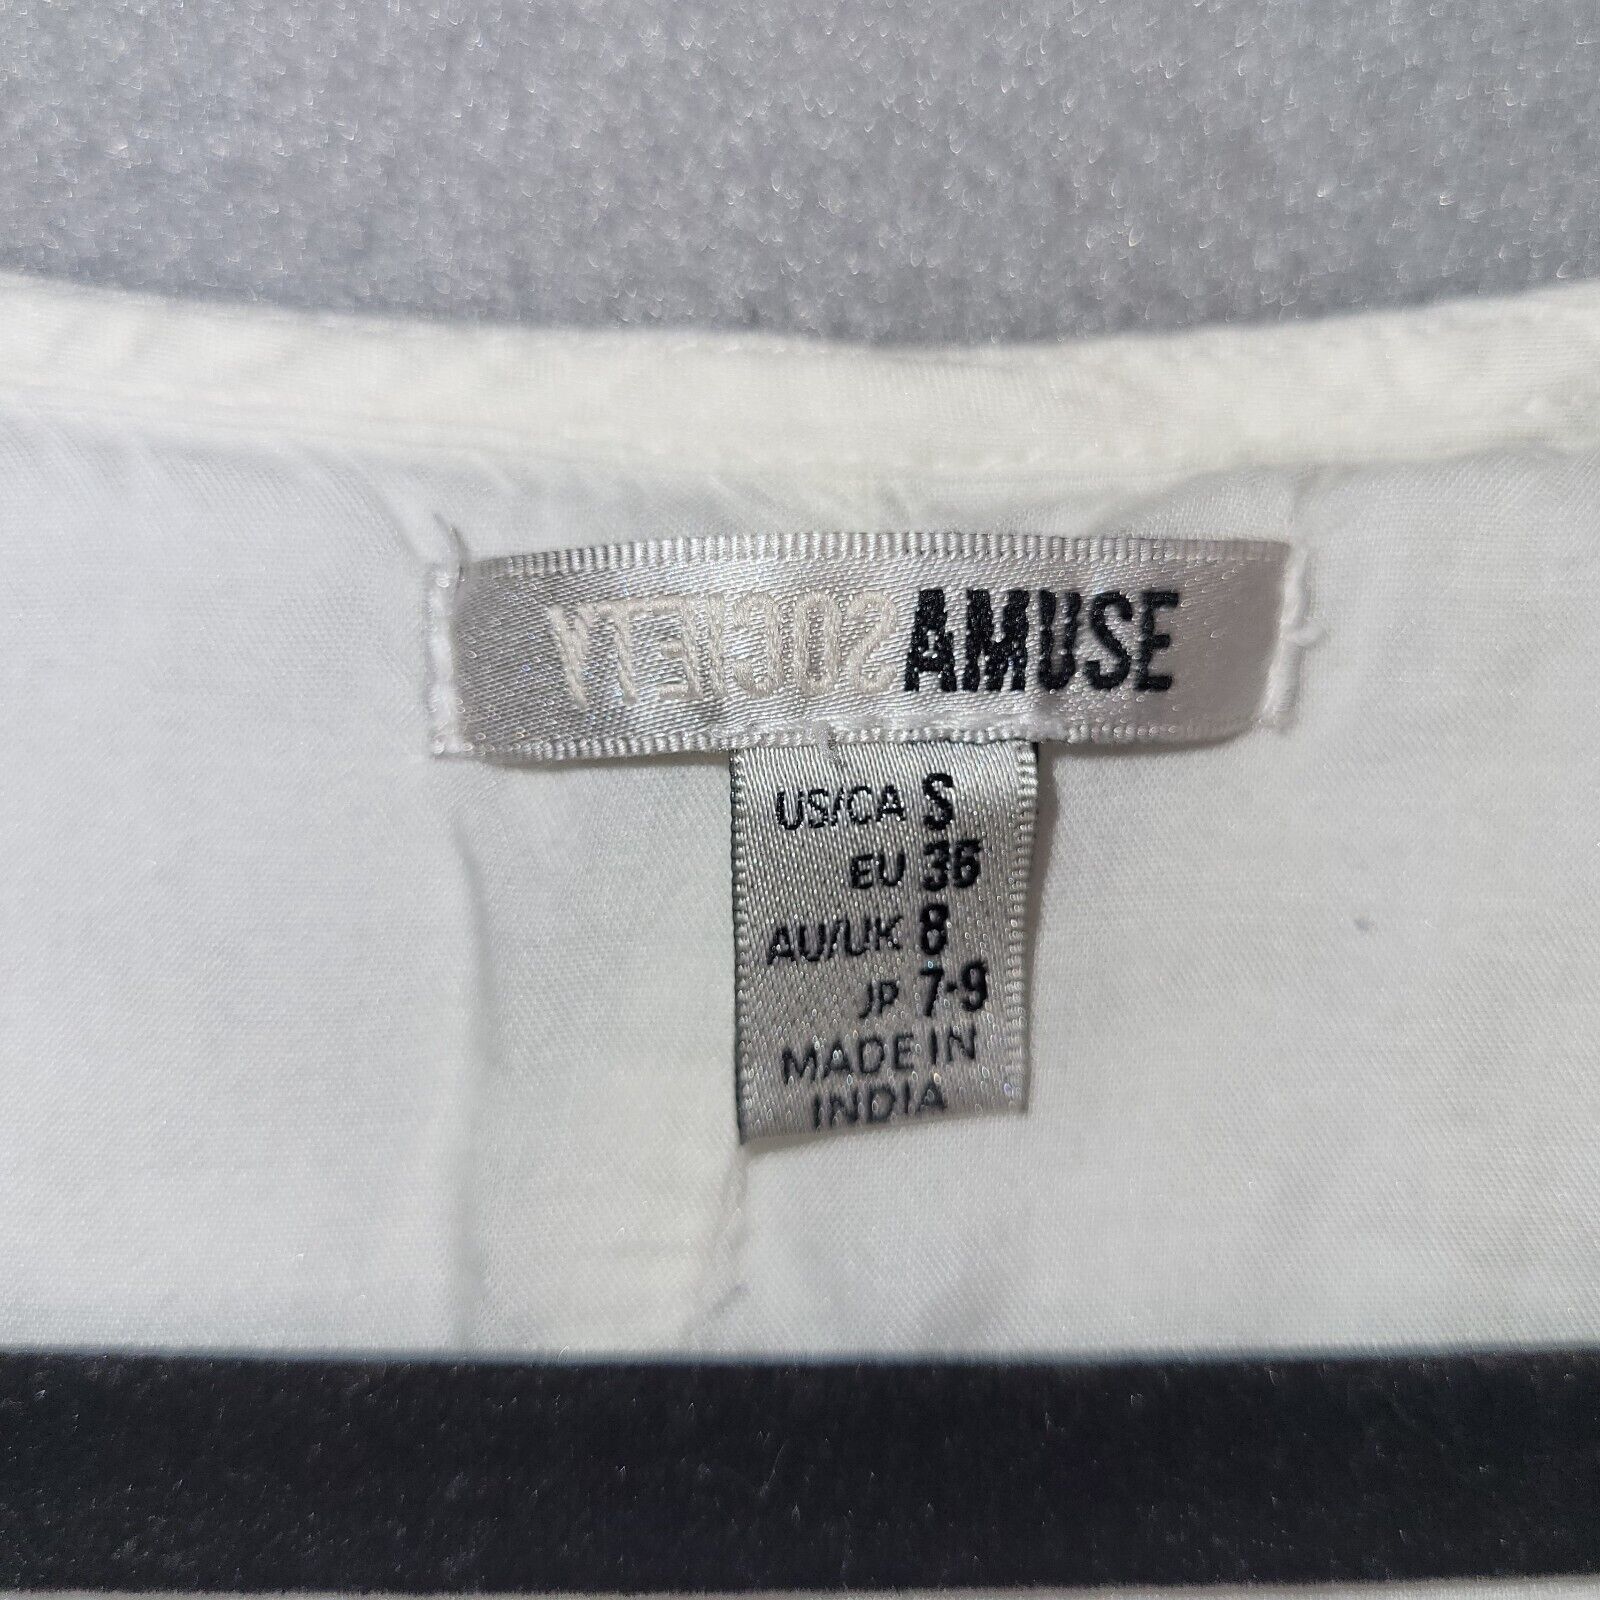 SOCIETY AMUSE
US/CA S
EU 36
AU/UK 8
JP 7-9
MADE IN
INDIA